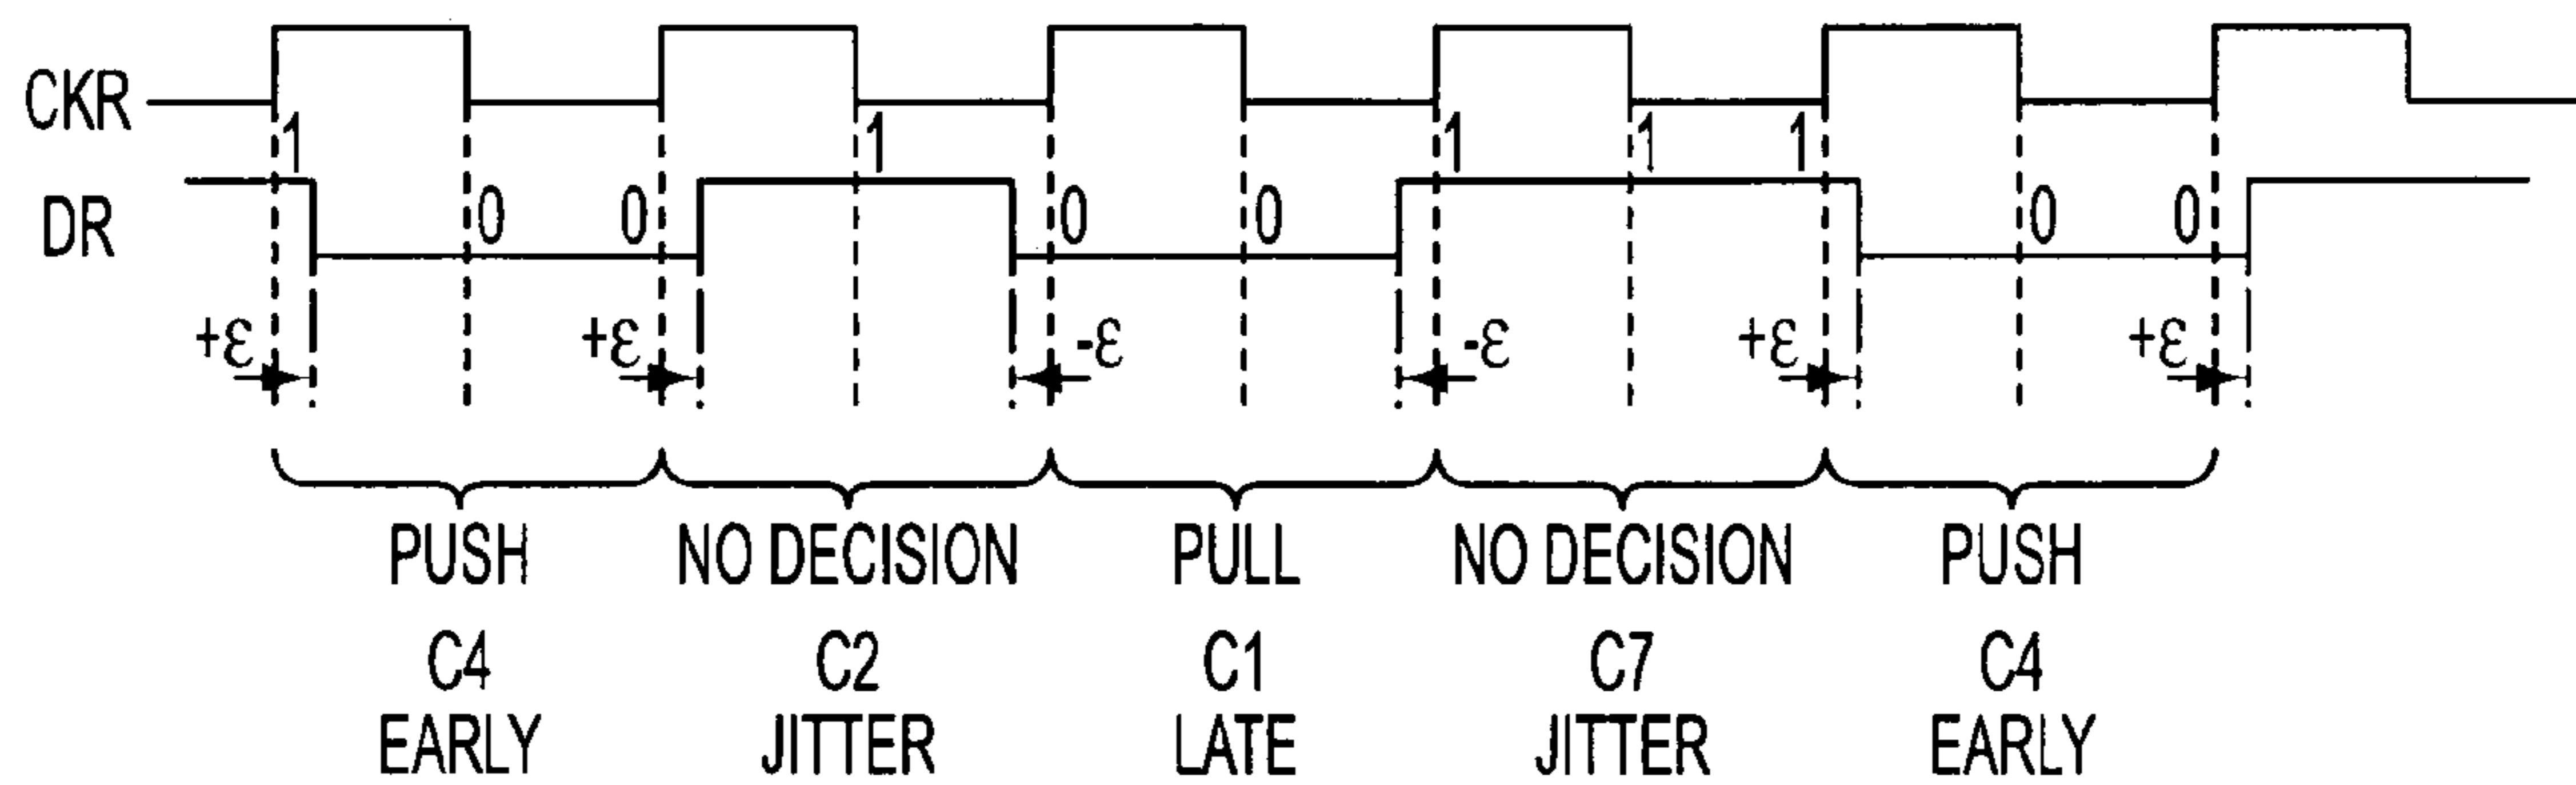 CKR
1 1 1 1 1
DR
0 0 0 0 0 0
+ε +ε -ε -ε +ε +ε
PUSH NO DECISION PULL NO DECISION PUSH
C4 C2 C1 C7 C4
EARLY JITTER LATE JITTER EARLY